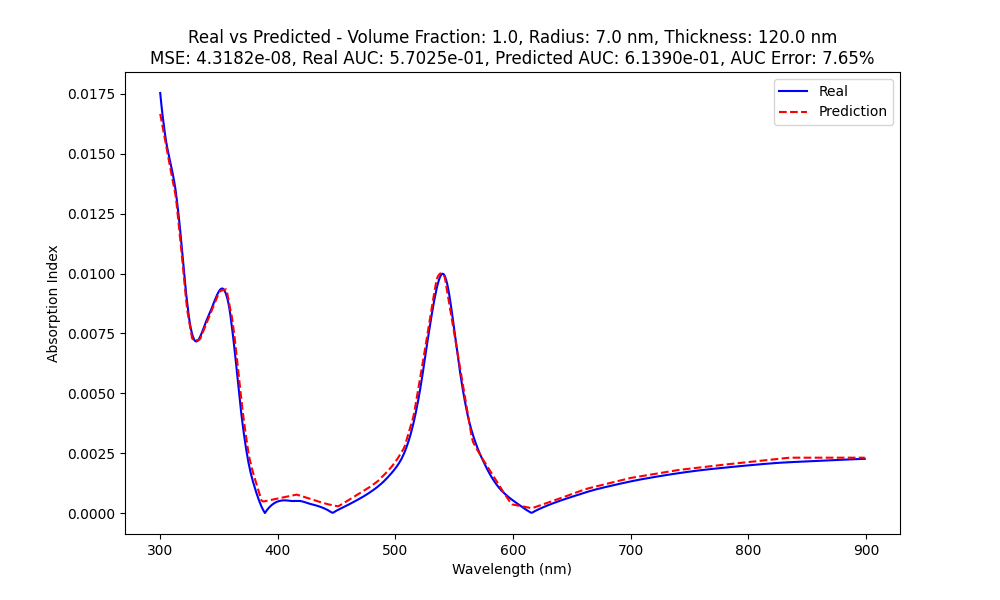 Real vs Predicted - Volume Fraction: 1.0, Radius: 7.0 nm, Thickness: 120.0 nm
MSE: 4.3182e-08, Real AUC: 5.7025e-01, Predicted AUC: 6.1390e-01, AUC Error: 7.65%
Real
Prediction
Absorption Index
0.0175
0.0150
0.0125
0.0100
0.0075
0.0050
0.0025
0.0000
300 400 500 600 700 800 900
Wavelength (nm)